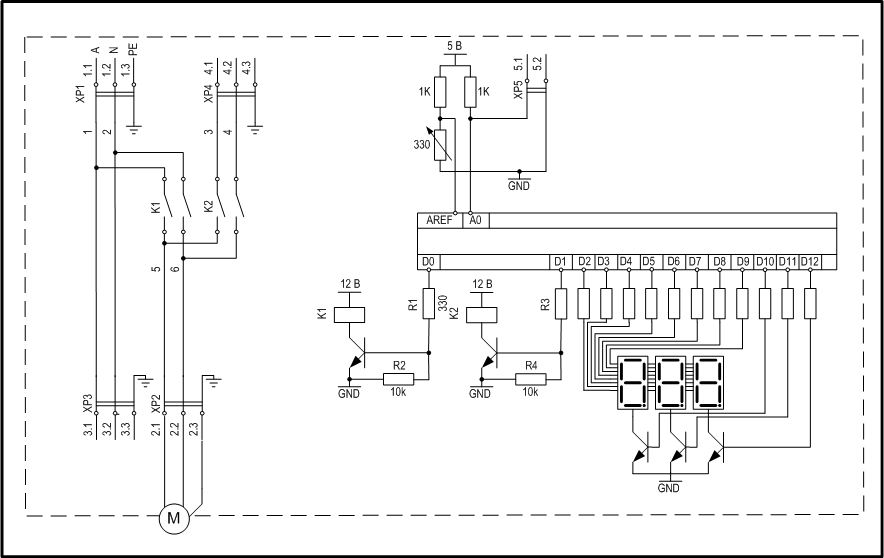 A N PE
1.1 1.2 1.3
XP1
4.1 4.2 4.3
XP4
1 2
3 4
K1
K2
5 6
XP3
3.1 3.2 3.3
XP2
2.1 2.2 2.3
M
5 В
1K 1K
330
5.1 5.2
XP5
GND
AREF A0
D0 D1 D2 D3 D4 D5 D6 D7 D8 D9 D10 D11 D12
12 В
K1
R1
330
R2
10k
GND
12 В
K2
R3
R4
10k
GND
GND